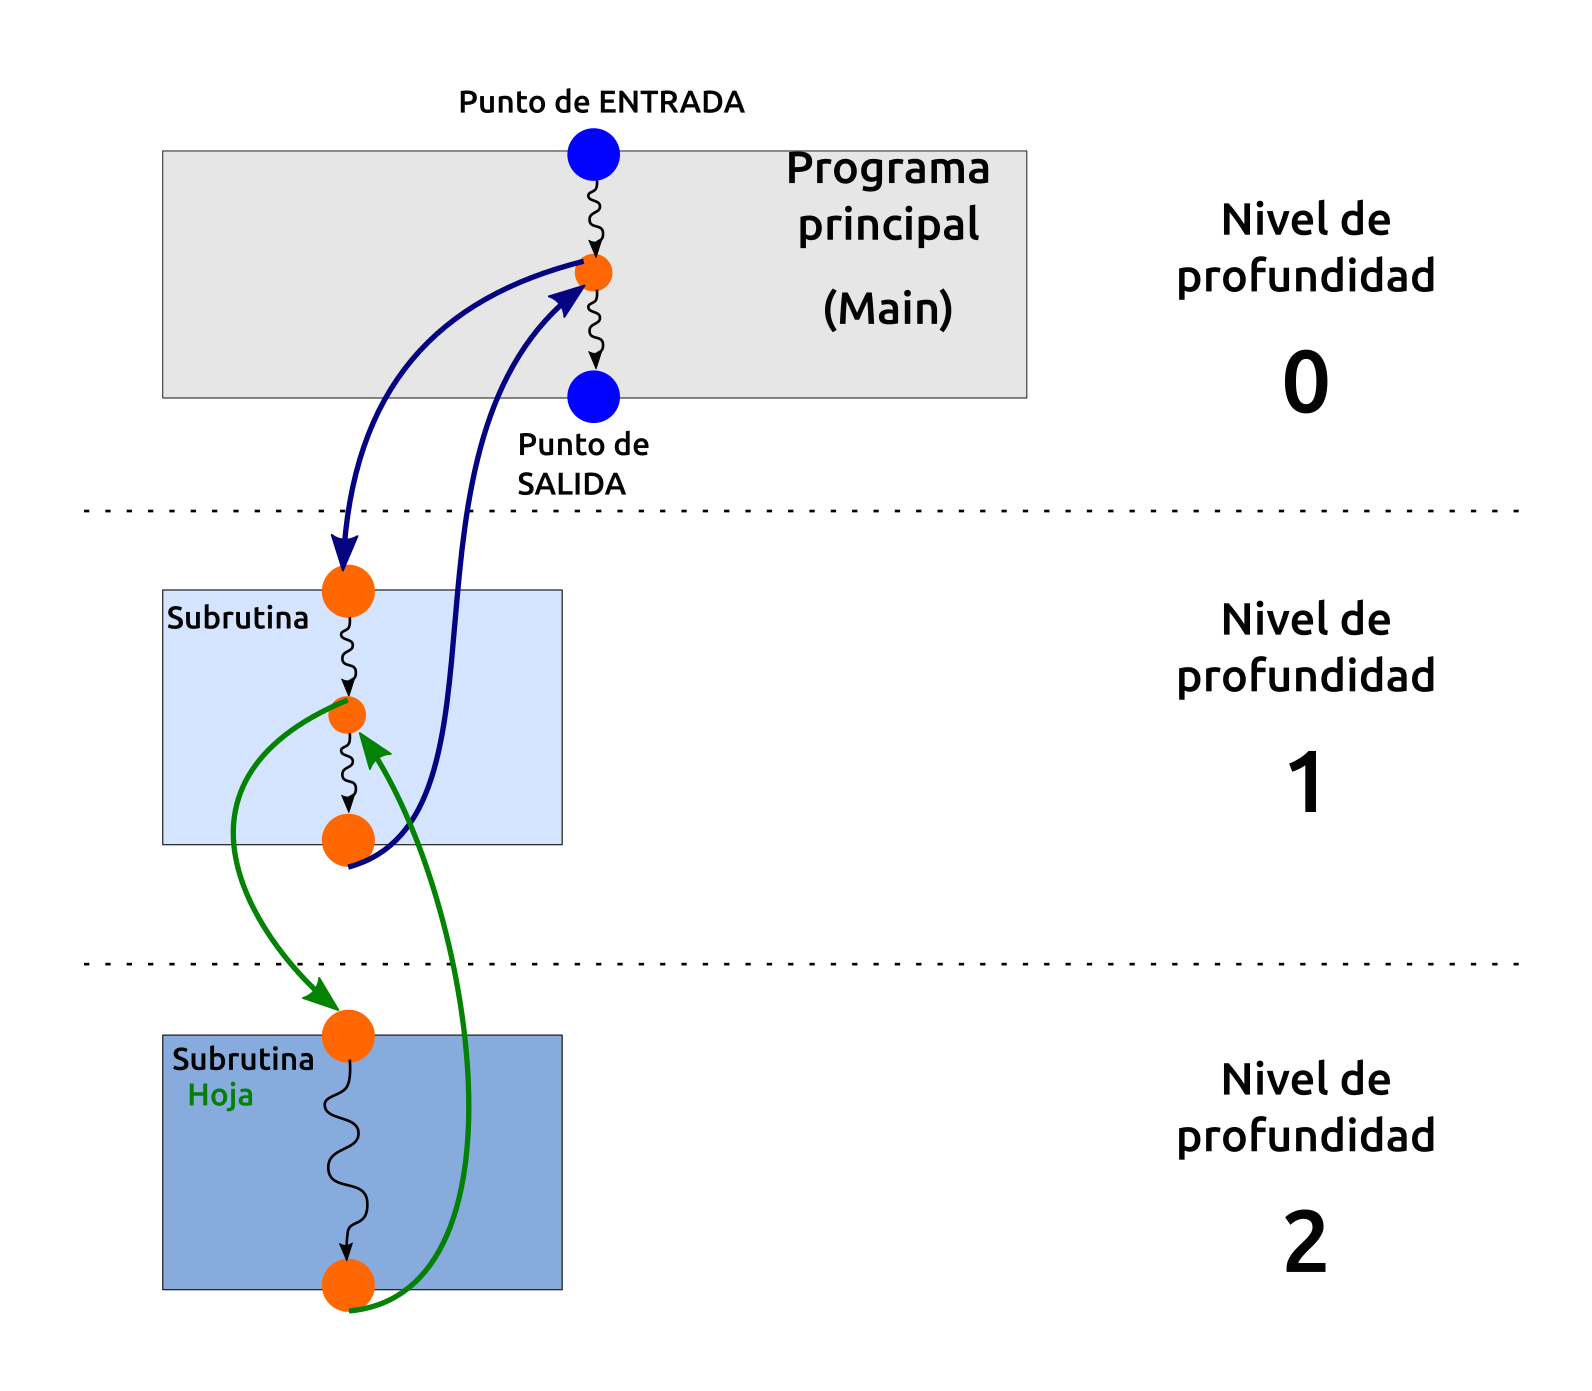 Punto de ENTRADA
Programa
principal
(Main)
Nivel de
profundidad
0
Punto de
SALIDA
Subrutina
Nivel de
profundidad
1
Subrutina
Hoja
Nivel de
profundidad
2